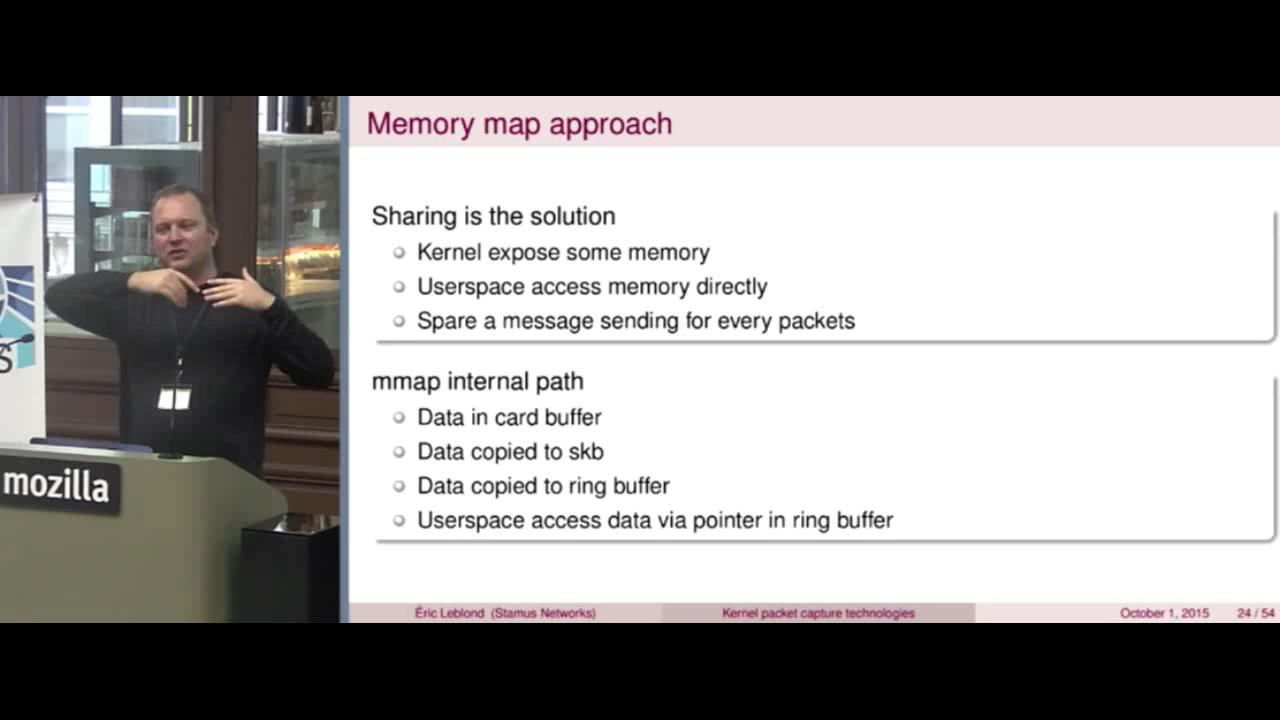 Memory map approach
Sharing is the solution
Kernel expose some memory
Userspace access memory directly
Spare a message sending for every packets
mmap internal path
Data in card buffer
Data copied to skb
Data copied to ring buffer
Userspace access data via pointer in ring buffer
Éric Leblond (Stamus Networks)
Kernel packet capture technologies
October 1, 2015
24 / 54
S
mozilla